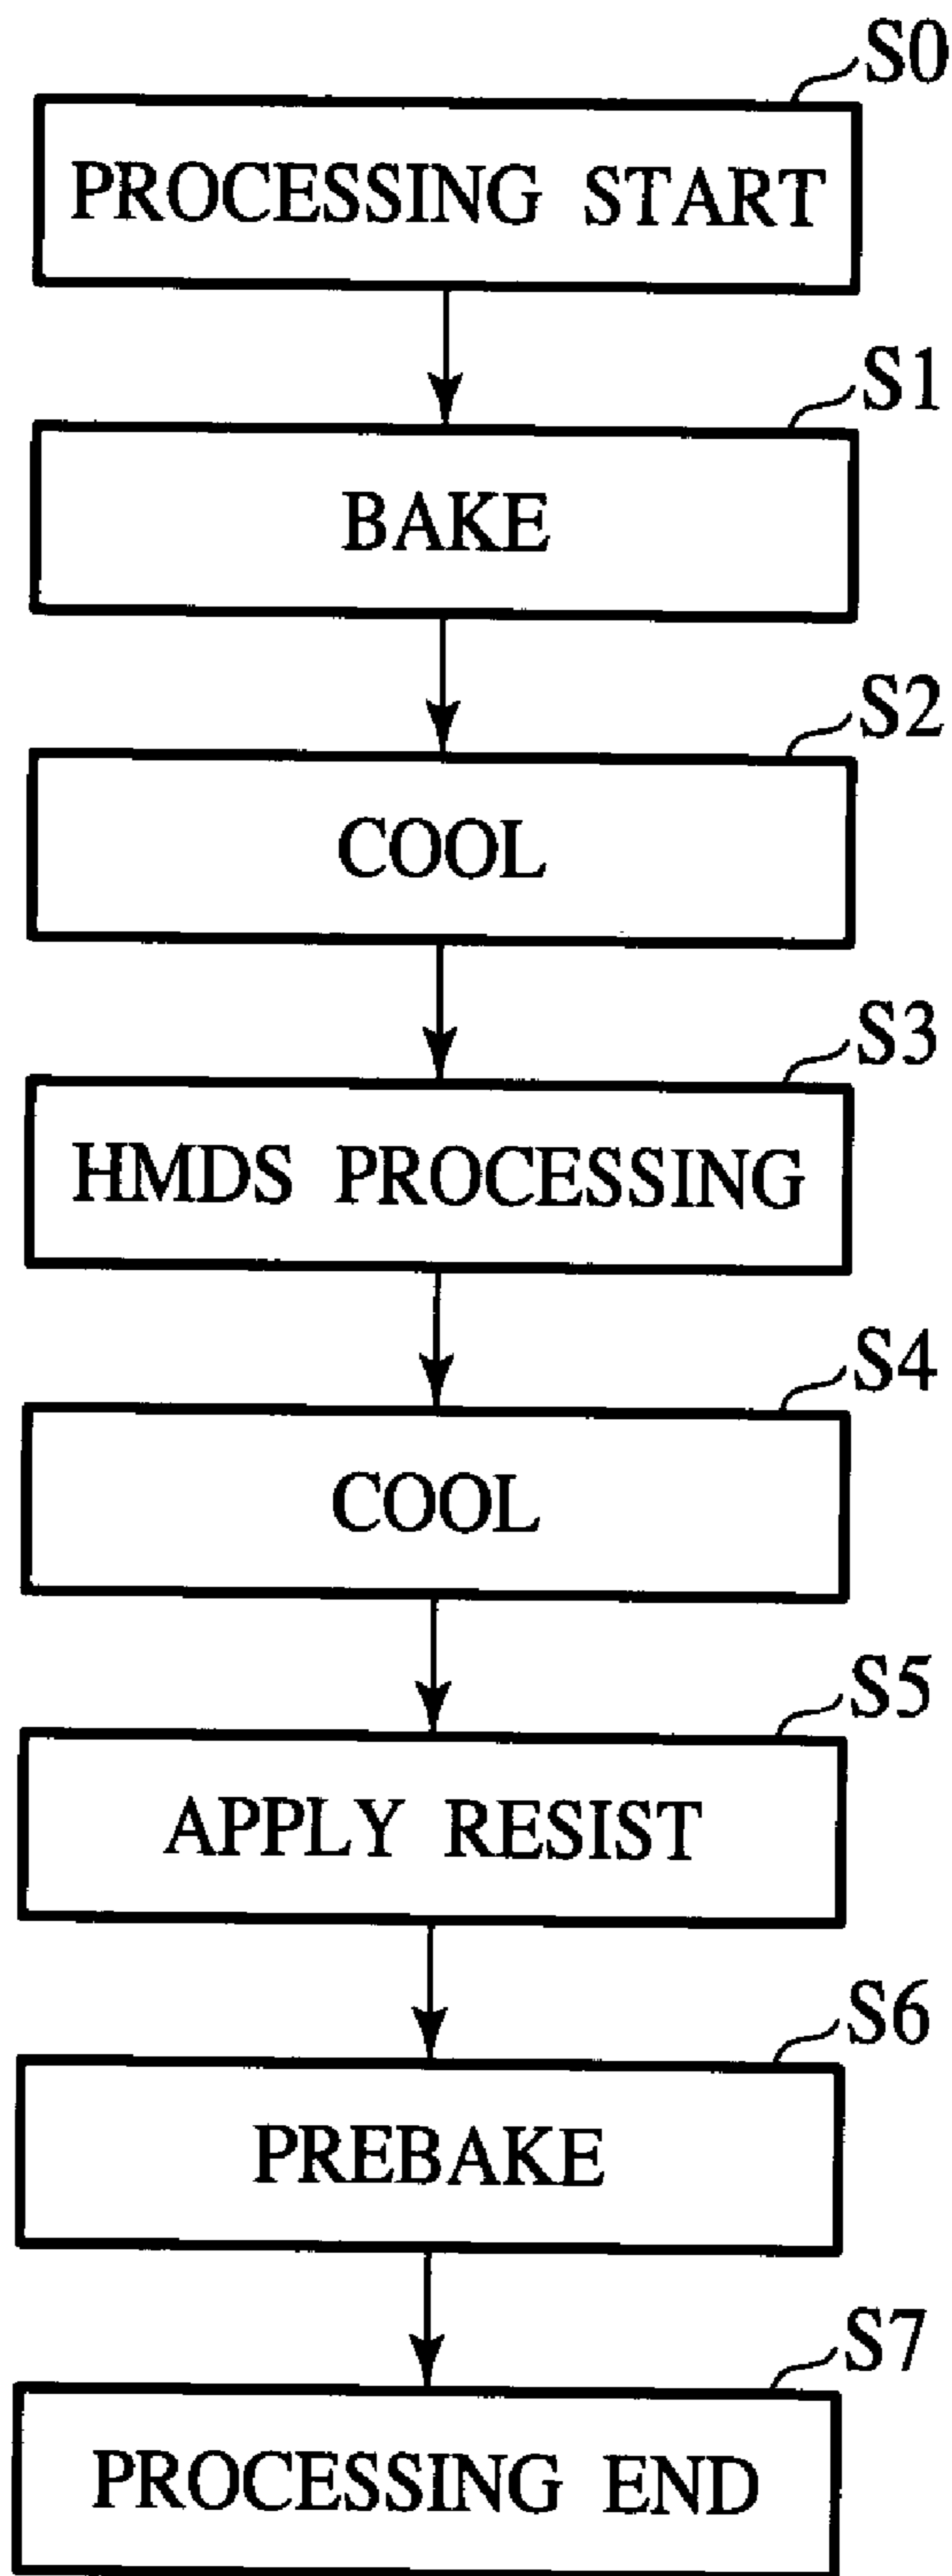 S0
PROCESSING START
S1
BAKE
S2
COOL
S3
HMDS PROCESSING
S4
COOL
S5
APPLY RESIST
S6
PREBAKE
S7
PROCESSING END